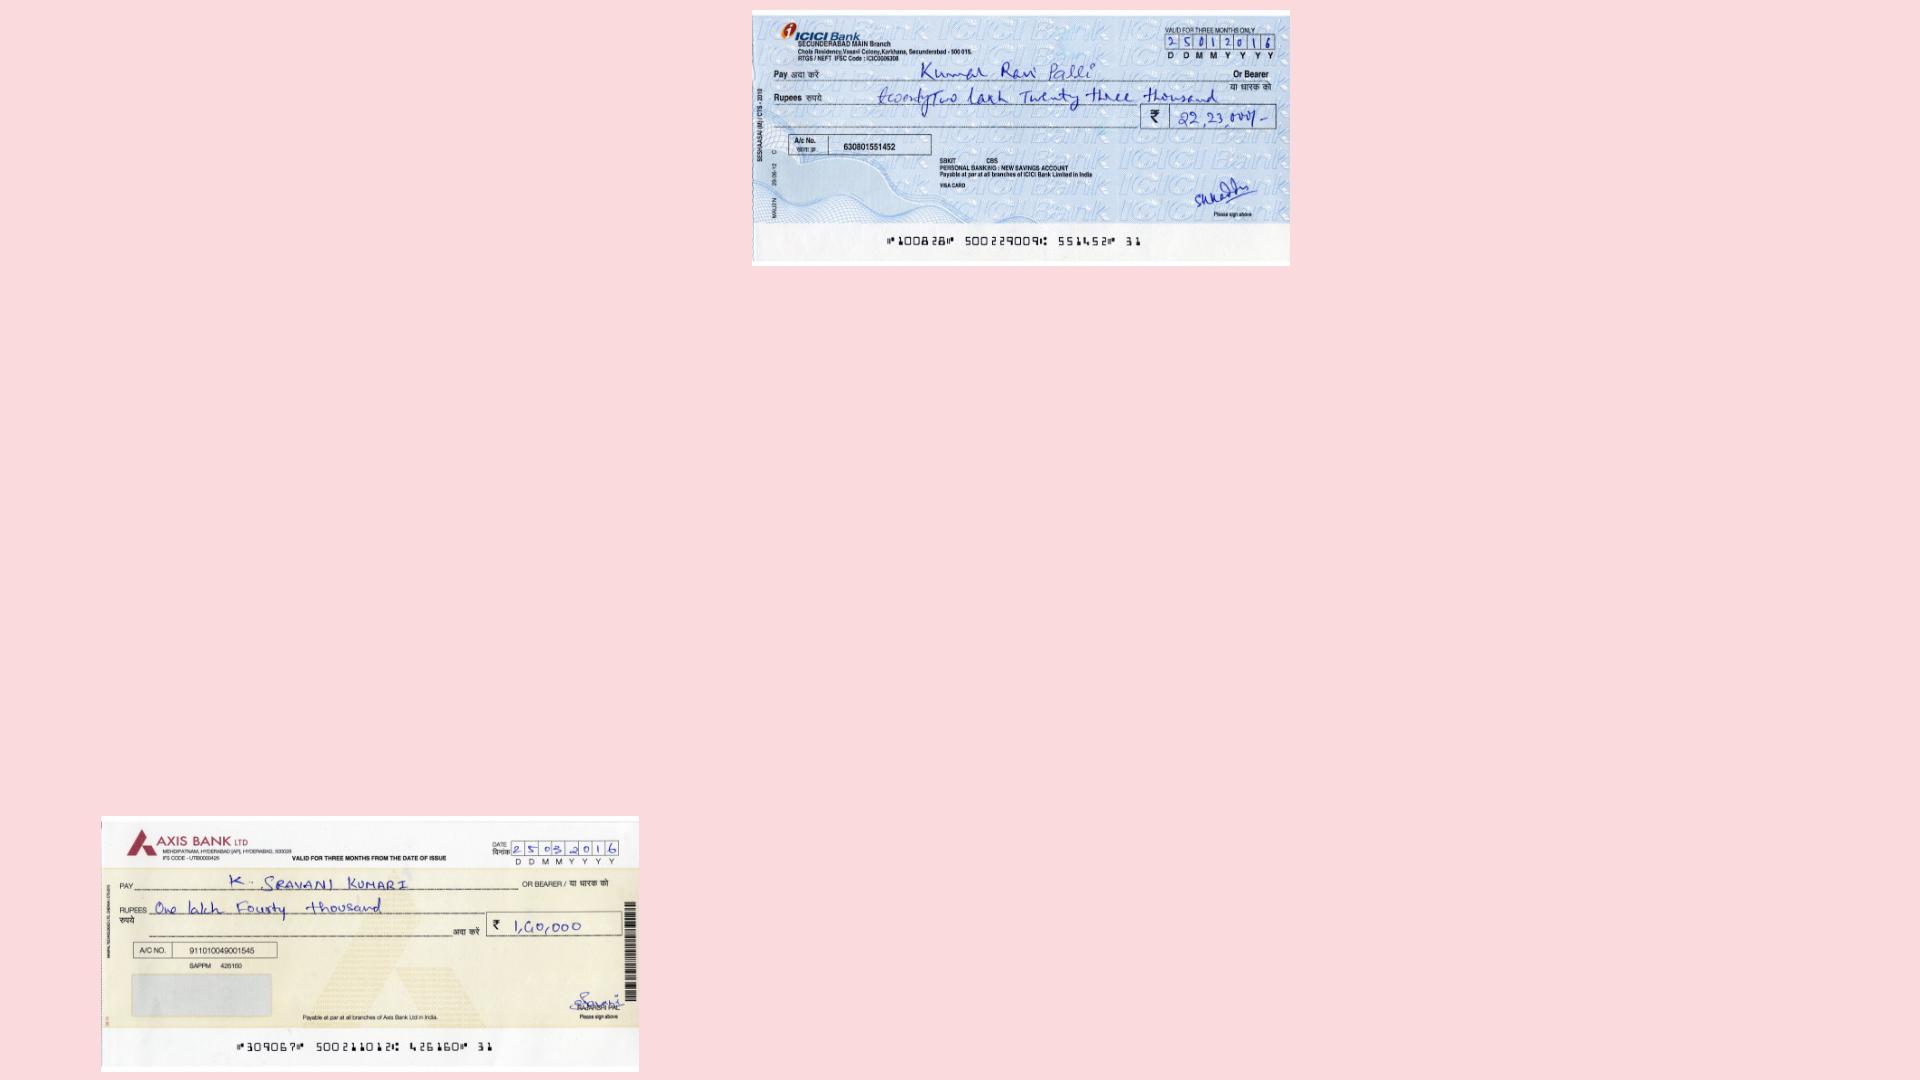 ICICI Bank
SECUNDERABAD MAIN Branch
Chola Residency, Vasavi Colony, Karkhana, Secunderabad - 500 015.
RTGS / NEFT IFSC Code : ICIC0006308
VALID FOR THREE MONTHS ONLY
2 5 0 1 2 0 1 6
D D M M Y Y Y Y
Pay अदा करें Kumar Ravi Palli Or Bearer
या धारक को
Rupees रुपये twenty Two lakh Twenty three thousand
₹ 22,23,000/-
A/c No. 630801551452
SBKIT CBS
PERSONAL BANKING : NEW SAVINGS ACCOUNT
Payable at par at all branches of ICICI Bank Limited in India
VISA CARD
Please sign above
SESHAASAI (M) / CTS - 2010
⑈100828⑈ 500229009⑆ 551452⑈ 31
AXIS BANK LTD
MEHDIPATNAM, HYDERABAD [AP], HYDERABAD, 500028
IFS CODE - UTIB0000426
VALID FOR THREE MONTHS FROM THE DATE OF ISSUE
DATE दिनांक 2 5 0 3 2 0 1 6
D D M M Y Y Y Y
PAY K. SRAVANI KUMARI OR BEARER / या धारक को
RUPEES One lakh Fourty thousand
रुपये अदा करें ₹ 1,40,000
A/C NO. 911010049001545
SAPPM 426160
Payable at par at all branches of Axis Bank Ltd in India.
Please sign above
⑈309067⑈ 500211012⑆ 426160⑈ 31